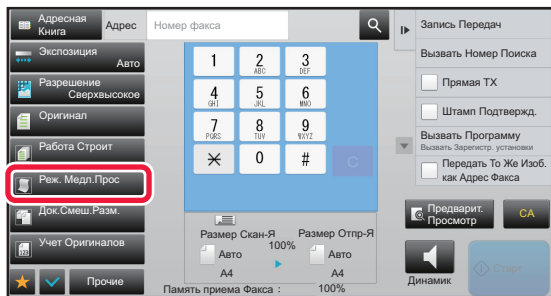 Адресная
Книга
Адрес
Номер факса
Экспозиция
Авто
Разрешение
Сверхвысокое
Оригинал
Работа Строит
Реж. Медл.Прос
Док.Смеш.Разм.
Учет Оригиналов
Прочие
1
2
ABC
3
DEF
4
GHI
5
JKL
6
MNO
7
PQRS
8
TUV
9
WXYZ
0
#
C
Размер Скан-Я
Размер Отпр-Я
100%
Авто
Авто
A4
A4
Память приема Факса :
100%
Запись Передач
Вызвать Номер Поиска
Прямая TX
Штамп Подтвержд.
Вызвать Программу
Вызвать Зарегистр. установки
Передать То Же Изоб.
как Адрес Факса
Предварит.
Просмотр
CA
Динамик
Старт